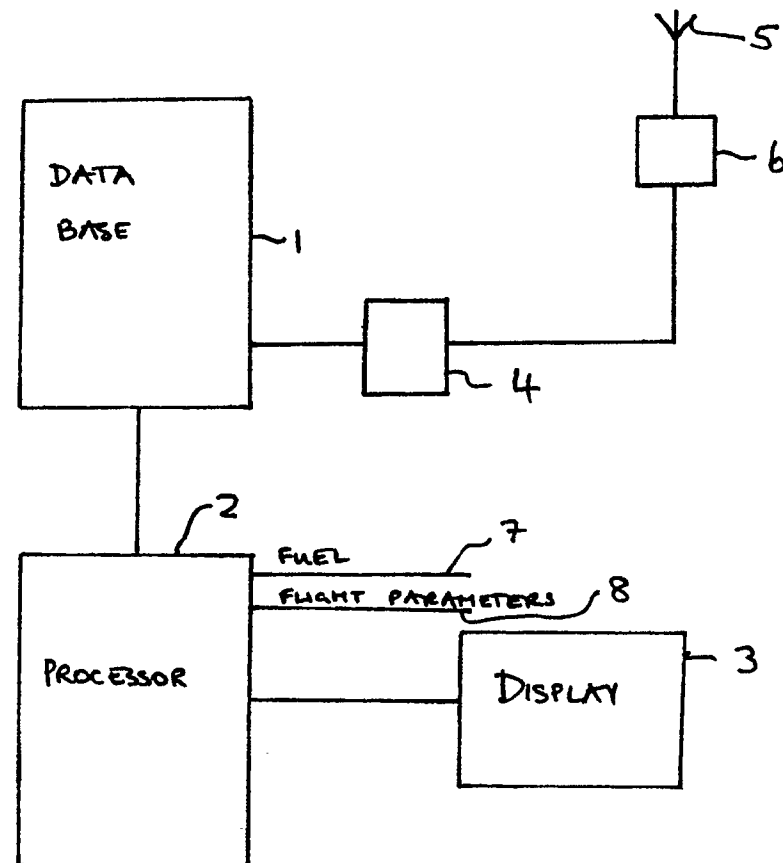 5
6
DATA
BASE
1
4
2
FUEL
7
FLIGHT PARAMETERS
8
PROCESSOR
DISPLAY
3